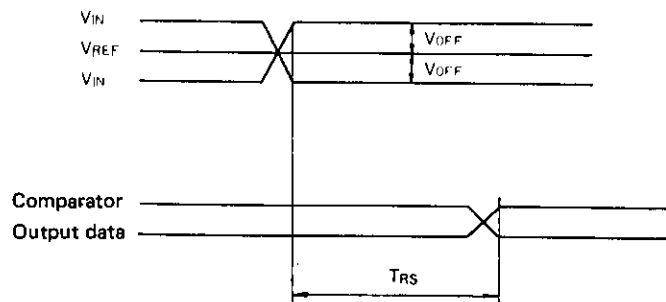 VIN
VREF
VIN
VOFF
VOFF
Comparator
Output data
TRS